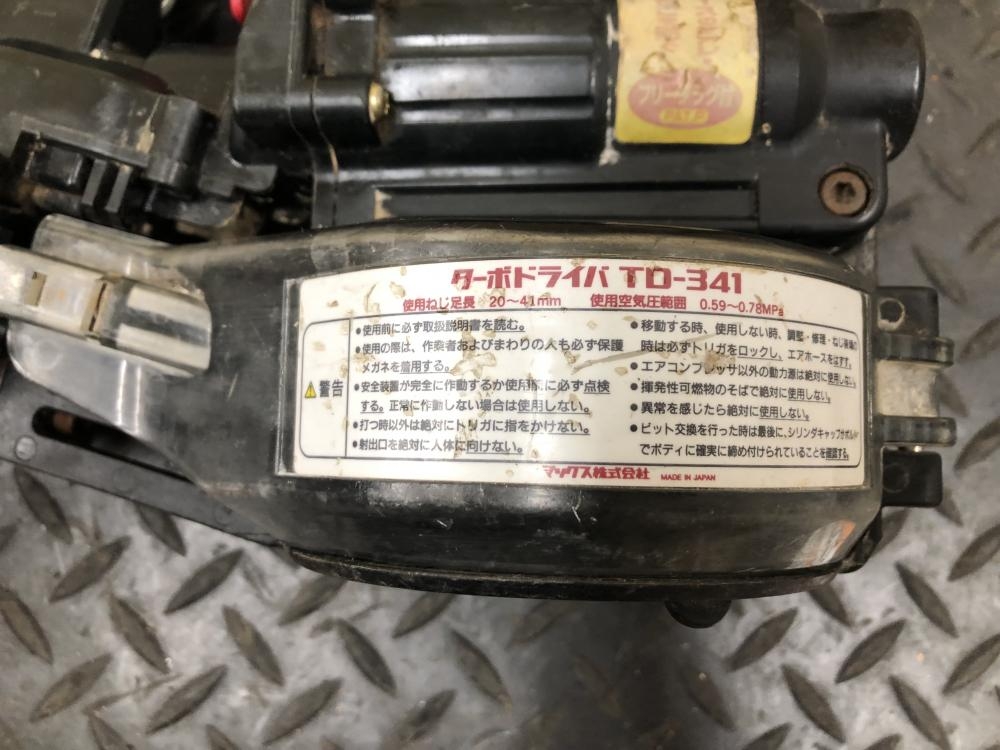 フリーリング付
PAT.P
ターボドライバ TD-341
使用ねじ足長 20～41mm 使用空気圧範囲 0.59～0.78MPa
警告
●使用前に必ず取扱説明書を読む。
●使用の際は、作業者およびまわりの人も必ず保護
メガネを着用する。
●安全装置が完全に作動するか使用前に必ず点検
する。正常に作動しない場合は使用しない。
●打つ時以外は絶対にトリガに指をかけない。
●射出口を絶対に人体に向けない。
●移動する時、使用しない時、調整・修理・ねじ装填の
時は必ずトリガをロックし、エアホースをはずす。
●エアコンプレッサ以外の動力源は絶対に使用しない。
●揮発性可燃物のそばで絶対に使用しない。
●異常を感じたら絶対に使用しない。
●ビット交換を行った時は最後に、シリンダキャップ
でボディに確実に締め付けられていることを確認する。
マックス株式会社 MADE IN JAPAN